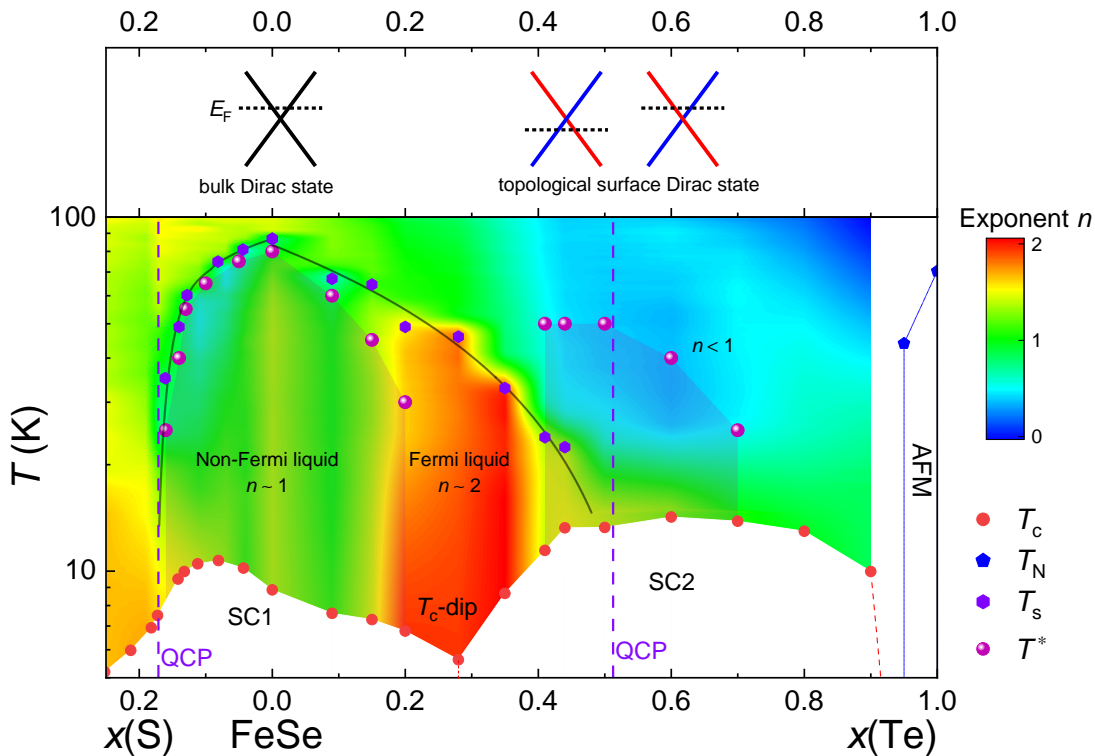 0.2 0.0 0.2 0.4 0.6 0.8 1.0
E_F
bulk Dirac state
topological surface Dirac state
100
10
T (K)
Exponent n
2
1
0
n < 1
Non-Fermi liquid
n ~ 1
Fermi liquid
n ~ 2
AFM
T_c
T_N
T_s
T*
SC1
T_c-dip
SC2
QCP
QCP
0.2 0.0 0.2 0.4 0.6 0.8 1.0
x(S) FeSe x(Te)